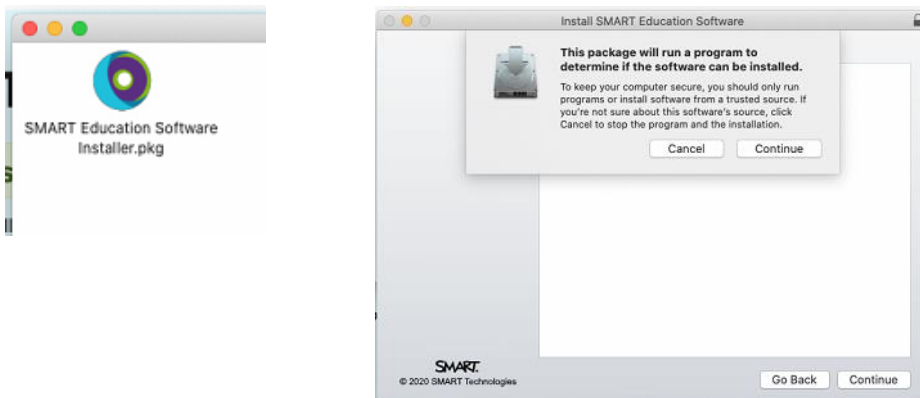 SMART Education Software
Installer.pkg
Install SMART Education Software
This package will run a program to
determine if the software can be installed.
To keep your computer secure, you should only run
programs or install software from a trusted source. If
you're not sure about this software's source, click
Cancel to stop the program and the installation.
Cancel
Continue
SMART
© 2020 SMART Technologies
Go Back
Continue